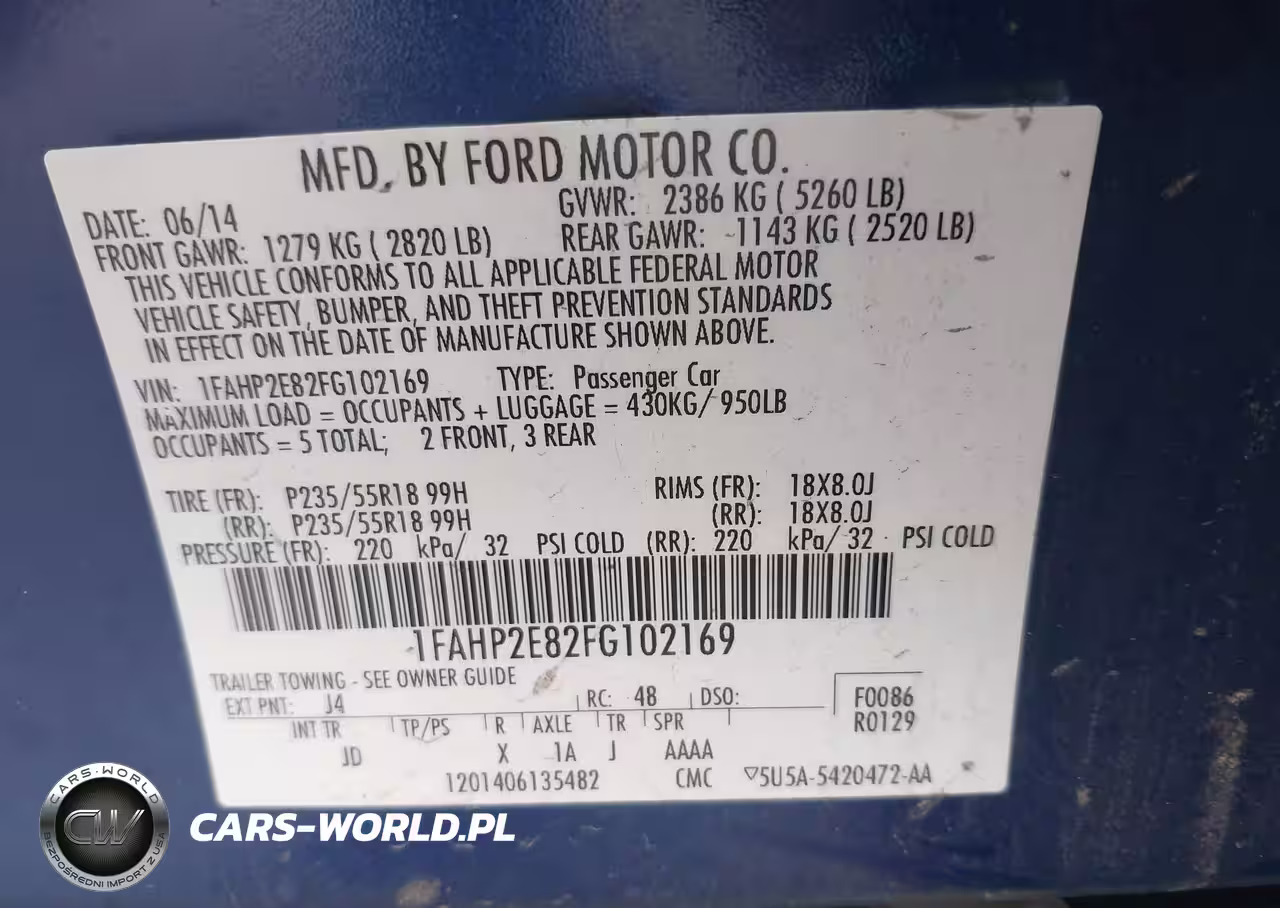 MFD. BY FORD MOTOR CO.
DATE: 06/14 GVWR: 2386 KG ( 5260 LB)
FRONT GAWR: 1279 KG ( 2820 LB) REAR GAWR: 1143 KG ( 2520 LB)
THIS VEHICLE CONFORMS TO ALL APPLICABLE FEDERAL MOTOR
VEHICLE SAFETY, BUMPER, AND THEFT PREVENTION STANDARDS
IN EFFECT ON THE DATE OF MANUFACTURE SHOWN ABOVE.
VIN: 1FAHP2E82FG102169 TYPE: Passenger Car
MAXIMUM LOAD = OCCUPANTS + LUGGAGE = 430KG/ 950LB
OCCUPANTS = 5 TOTAL; 2 FRONT, 3 REAR
TIRE (FR): P235/55R18 99H RIMS (FR): 18X8.0J
(RR): P235/55R18 99H (RR): 18X8.0J
PRESSURE (FR): 220 kPa/ 32 PSI COLD (RR): 220 kPa/ 32 PSI COLD
1FAHP2E82FG102169
TRAILER TOWING - SEE OWNER GUIDE
EXT PNT: J4 RC: 48 DSO: F0086
INT TR TP/PS R AXLE TR SPR R0129
JD X 1A J AAAA
1201406135482 CMC ▽5U5A-5420472-AA
CARS-WORLD
CW
BEZPOŚREDNI IMPORT Z USA
CARS-WORLD.PL